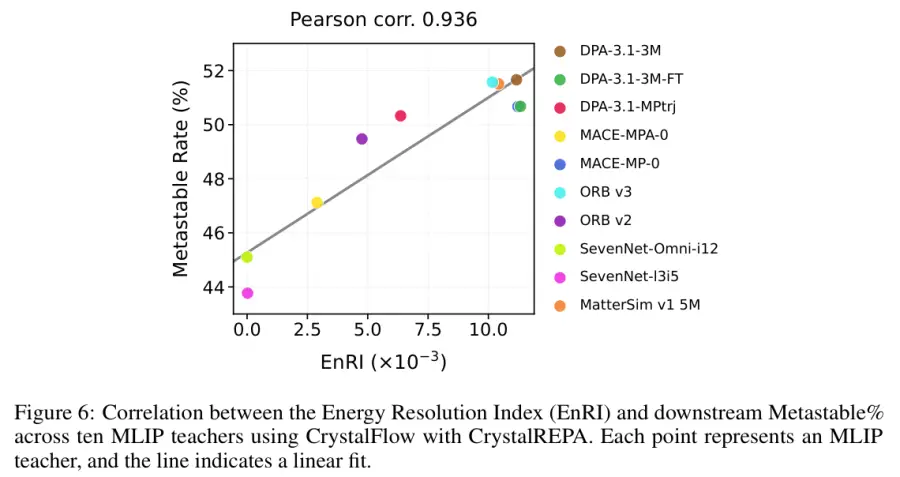 Pearson corr. 0.936
Metastable Rate (%)
52
50
48
46
44
0.0 2.5 5.0 7.5 10.0
EnRI (×10⁻³)
DPA-3.1-3M
DPA-3.1-3M-FT
DPA-3.1-MPtrj
MACE-MPA-0
MACE-MP-0
ORB v3
ORB v2
SevenNet-Omni-i12
SevenNet-l3i5
MatterSim v1 5M
Figure 6: Correlation between the Energy Resolution Index (EnRI) and downstream Metastable%
across ten MLIP teachers using CrystalFlow with CrystalREPA. Each point represents an MLIP
teacher, and the line indicates a linear fit.